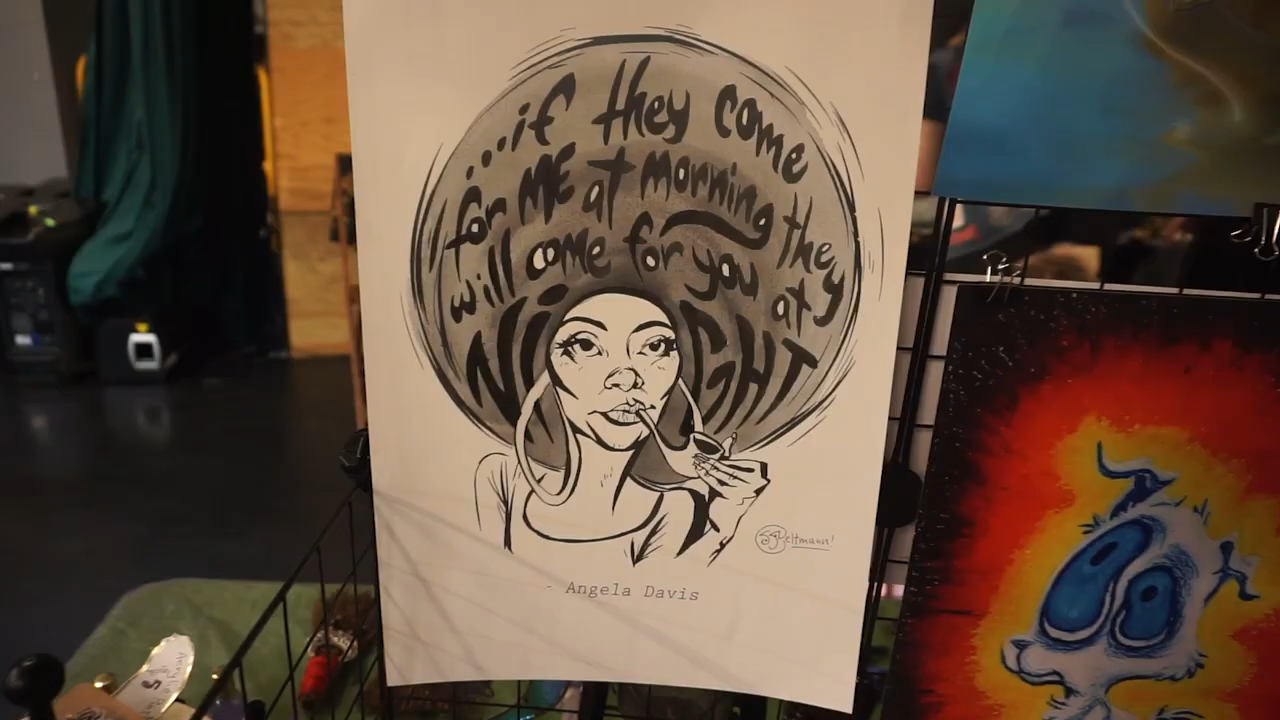 ...if they come
for ME at morning they
will come for you at
NIGHT
- Angela Davis